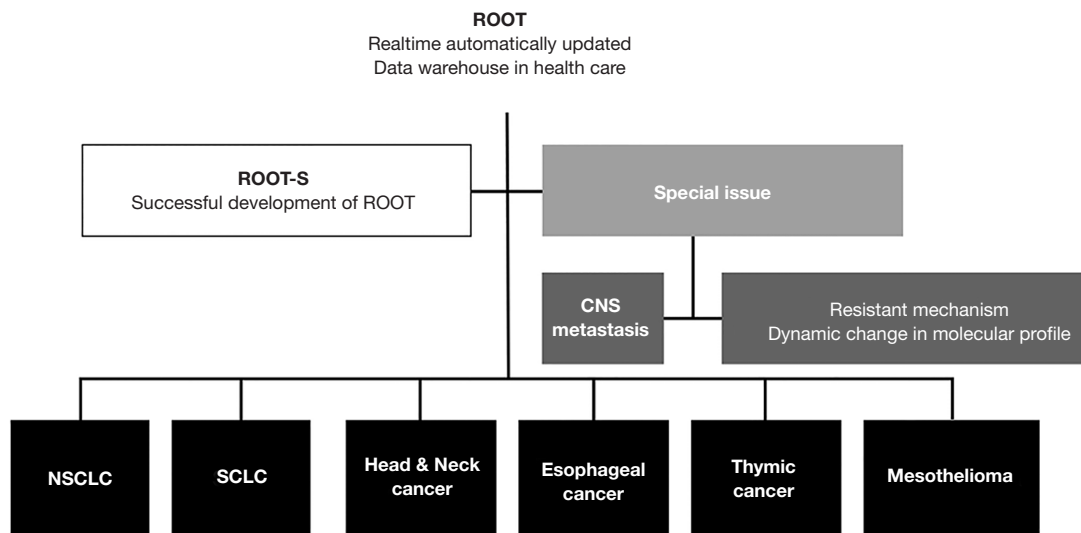 ROOT
Realtime automatically updated
Data warehouse in health care
ROOT-S
Successful development of ROOT
Special issue
CNS
metastasis
Resistant mechanism
Dynamic change in molecular profile
NSCLC
SCLC
Head & Neck
cancer
Esophageal
cancer
Thymic
cancer
Mesothelioma